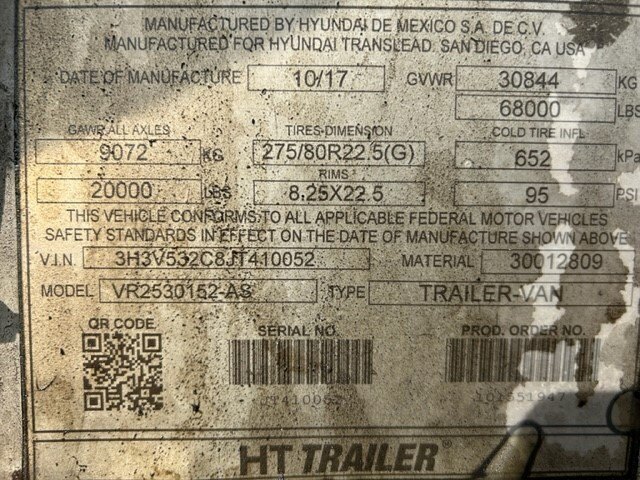 MANUFACTURED BY HYUNDAI DE MEXICO S.A. DE C.V.
MANUFACTURED FOR HYUNDAI TRANSLEAD, SAN DIEGO, CA USA
DATE OF MANUFACTURE 10/17 GVWR 30844 KG
68000 LBS
GAWR ALL AXLES TIRES-DIMENSION COLD TIRE INFL
9072 KG 275/80R22.5(G) 652 kPa
RIMS
20000 LBS 8.25X22.5 95 PSI
THIS VEHICLE CONFORMS TO ALL APPLICABLE FEDERAL MOTOR VEHICLES
SAFETY STANDARDS IN EFFECT ON THE DATE OF MANUFACTURE SHOWN ABOVE
V.I.N. 3H3V532C8JT410052 MATERIAL 30012809
MODEL VR2530152-AS TYPE TRAILER-VAN
QR CODE SERIAL NO. PROD. ORDER NO.
JT410052 101551947
HT TRAILER